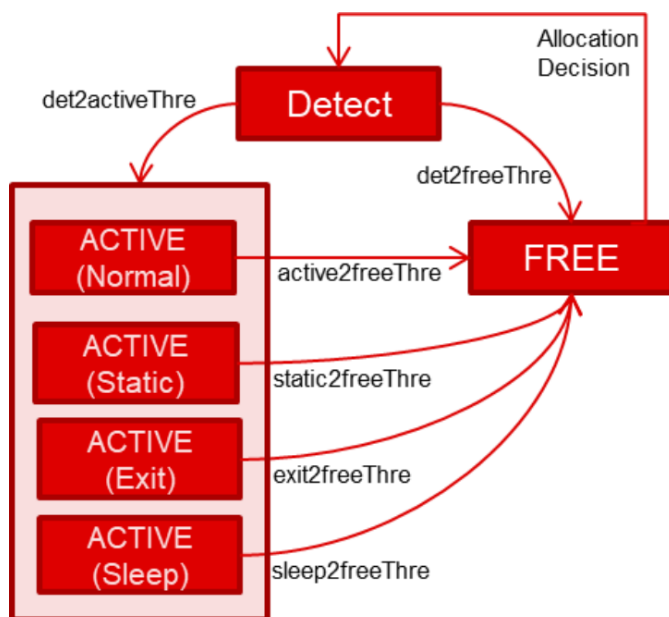 Allocation
Decision
Detect
det2activeThre
det2freeThre
ACTIVE
(Normal)
active2freeThre
FREE
ACTIVE
(Static)
static2freeThre
ACTIVE
(Exit)
exit2freeThre
ACTIVE
(Sleep)
sleep2freeThre